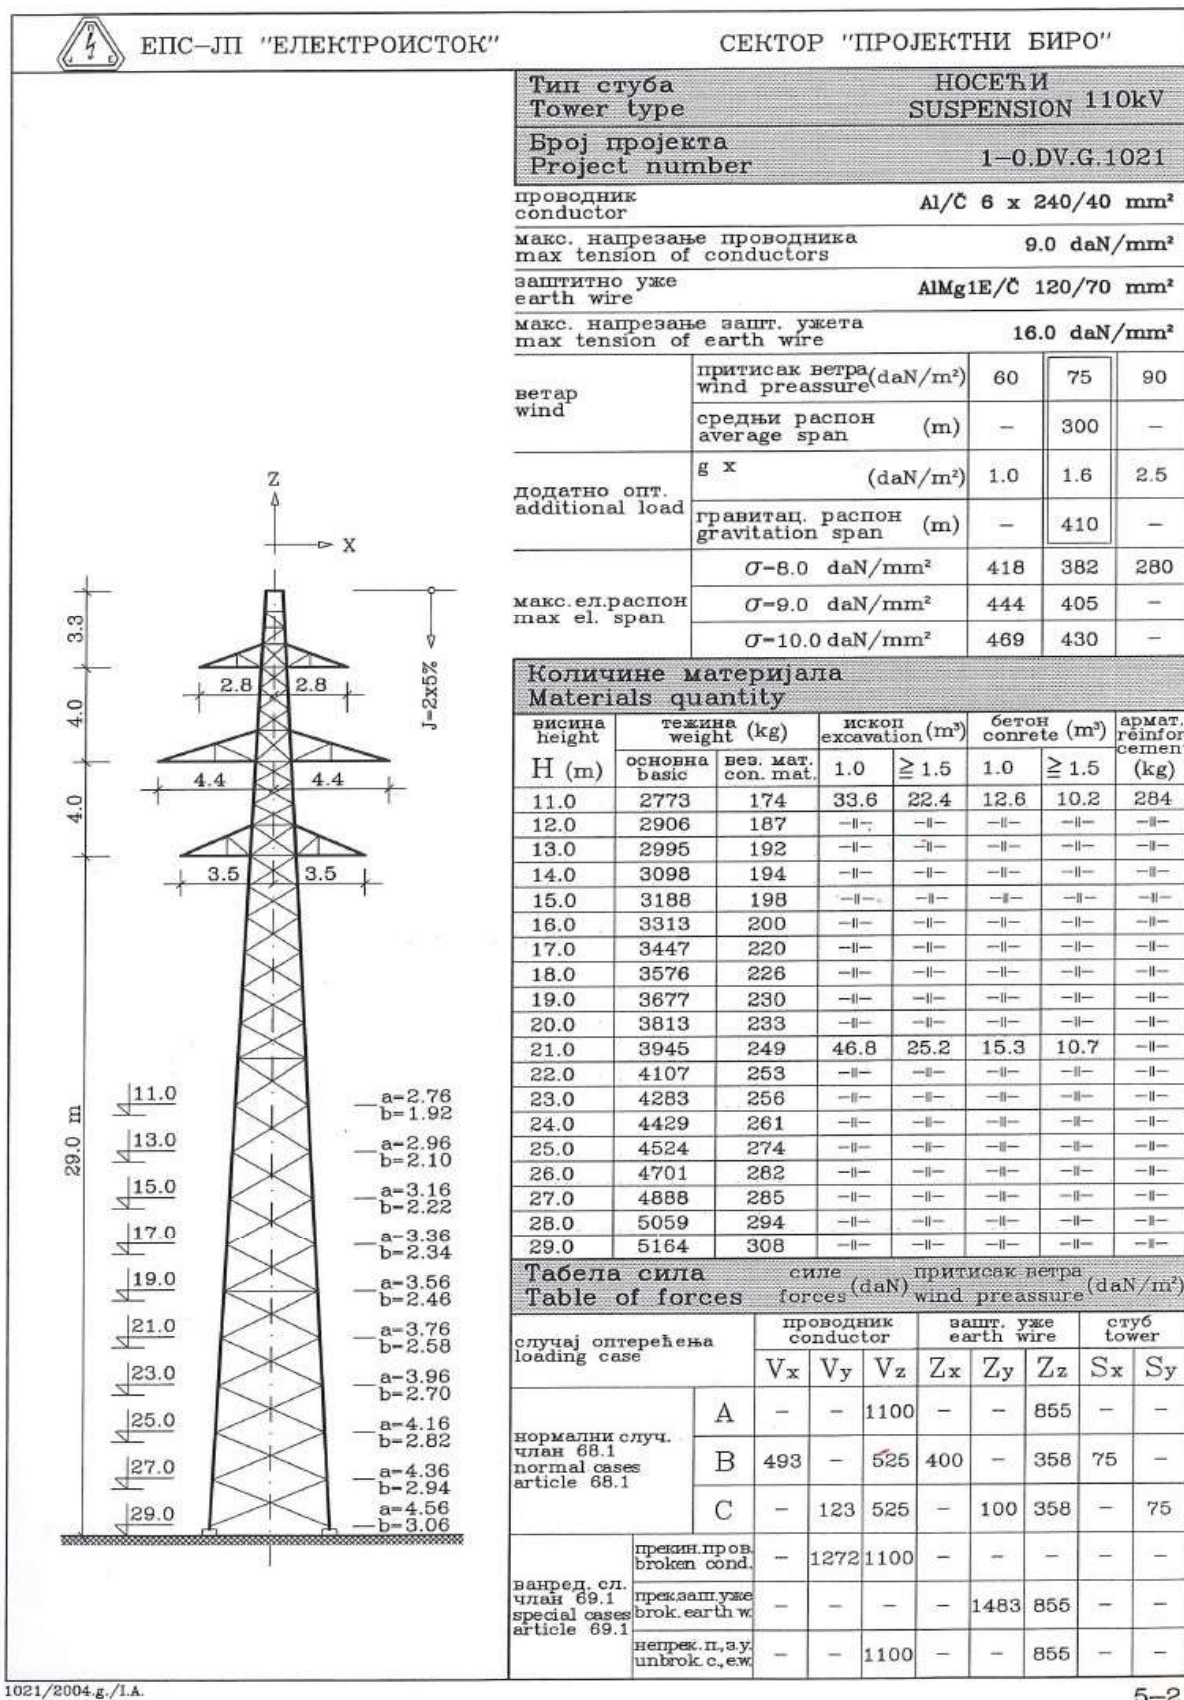 ЕПС-ЈП "ЕЛЕКТРОИСТОК" СЕКТОР "ПРОЈЕКТНИ БИРО"
Тип стуба НОСЕЋИ
Tower type SUSPENSION 110kV
Број пројекта
Project number 1-0.DV.G.1021
проводник
conductor Al/Č 6 x 240/40 mm²
макс. напрезање проводника
max tension of conductors 9.0 daN/mm²
заштитно уже
earth wire AlMg1E/Č 120/70 mm²
макс. напрезање зашт. ужета
max tension of earth wire 16.0 daN/mm²
ветар
wind
притисак ветра
wind preassure (daN/m²) 60 75 90
средњи распон
average span (m) - 300 -
додатно опт.
additional load
g x (daN/m²) 1.0 1.6 2.5
гравитац. распон
gravitation span (m) - 410 -
макс.ел.распон
max el. span
σ-8.0 daN/mm² 418 382 280
σ=9.0 daN/mm² 444 405 -
σ-10.0 daN/mm² 469 430 -
Z
X
3.3
4.0
4.0
29.0 m
J=2x5%
2.8 2.8
4.4 4.4
3.5 3.5
11.0 a=2.76
b=1.92
13.0 a=2.96
b=2.10
15.0 a=3.16
b=2.22
17.0 a-3.36
b=2.34
19.0 a=3.56
b=2.46
21.0 a=3.76
b=2.58
23.0 a=3.96
b=2.70
25.0 a=4.16
b=2.82
27.0 a=4.36
b=2.94
29.0 a=4.56
b=3.06
Количине материјала
Materials quantity
висина тежина ископ бетон армат.
height weight (kg) excavation (m³) conrete (m³) reinfor
cemen
H (m) основна вез. мат. 1.0 ≧ 1.5 1.0 ≧ 1.5 (kg)
basic con. mat.
11.0 2773 174 33.6 22.4 12.6 10.2 284
12.0 2906 187 -॥- -॥- -॥- -॥- -॥-
13.0 2995 192 -॥- -॥- -॥- -॥- -॥-
14.0 3098 194 -॥- -॥- -॥- -॥- -॥-
15.0 3188 198 -॥- -॥- -॥- -॥- -॥-
16.0 3313 200 -॥- -॥- -॥- -॥- -॥-
17.0 3447 220 -॥- -॥- -॥- -॥- -॥-
18.0 3576 226 -॥- -॥- -॥- -॥- -॥-
19.0 3677 230 -॥- -॥- -॥- -॥- -॥-
20.0 3813 233 -॥- -॥- -॥- -॥- -॥-
21.0 3945 249 46.8 25.2 15.3 10.7 -॥-
22.0 4107 253 -॥- -॥- -॥- -॥- -॥-
23.0 4283 256 -॥- -॥- -॥- -॥- -॥-
24.0 4429 261 -॥- -॥- -॥- -॥- -॥-
25.0 4524 274 -॥- -॥- -॥- -॥- -॥-
26.0 4701 282 -॥- -॥- -॥- -॥- -॥-
27.0 4888 285 -॥- -॥- -॥- -॥- -॥-
28.0 5059 294 -॥- -॥- -॥- -॥- -॥-
29.0 5164 308 -॥- -॥- -॥- -॥- -॥-
Табела сила силе притисак ветра
Table of forces forces (daN) wind preassure (daN/m²)
случај оптерећења
loading case
проводник зашт. уже стуб
conductor earth wire tower
Vx Vy Vz Zx Zy Zz Sx Sy
нормални случ.
члан 68.1
normal cases
article 68.1
A - - 1100 - - 855 - -
B 493 - 525 400 - 358 75 -
C - 123 525 - 100 358 - 75
ванред. сл.
члан 69.1
special cases
article 69.1
прекин.пров.
broken cond. - 1272 1100 - - - - -
прек.заш.уже
brok.earth w. - - - - 1483 855 - -
непрек.п.,з.у.
unbrok.c.,e.w. - - 1100 - - 855 - -
1021/2004.g./I.A. 5-2